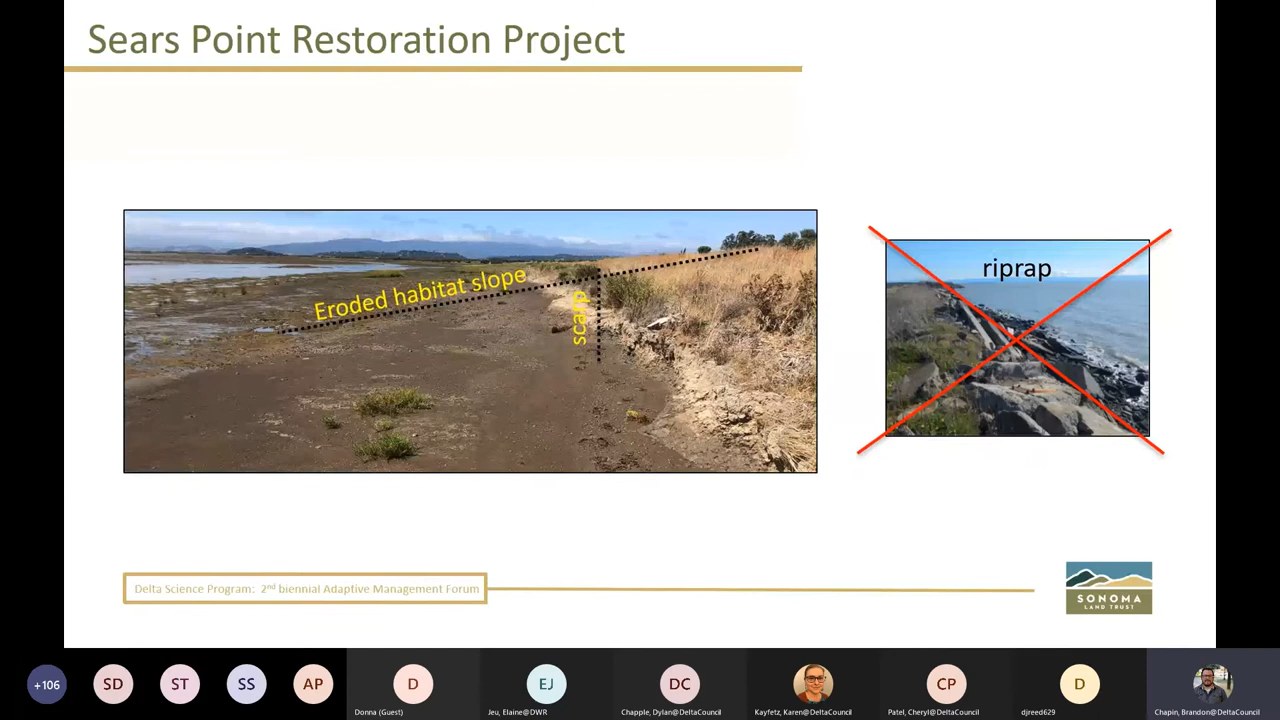 Sears Point Restoration Project
Eroded habitat slope
scarp
riprap
Delta Science Program: 2nd biennial Adaptive Management Forum
SONOMA
LAND TRUST
+106
SD
ST
SS
AP
D
EJ
DC
CP
D
Donna (Guest)
Jeu, Elaine@DWR
Chapple, Dylan@DeltaCouncil
Kayfetz, Karen@DeltaCouncil
Patel, Cheryl@DeltaCouncil
djreed629
Chapin, Brandon@DeltaCouncil